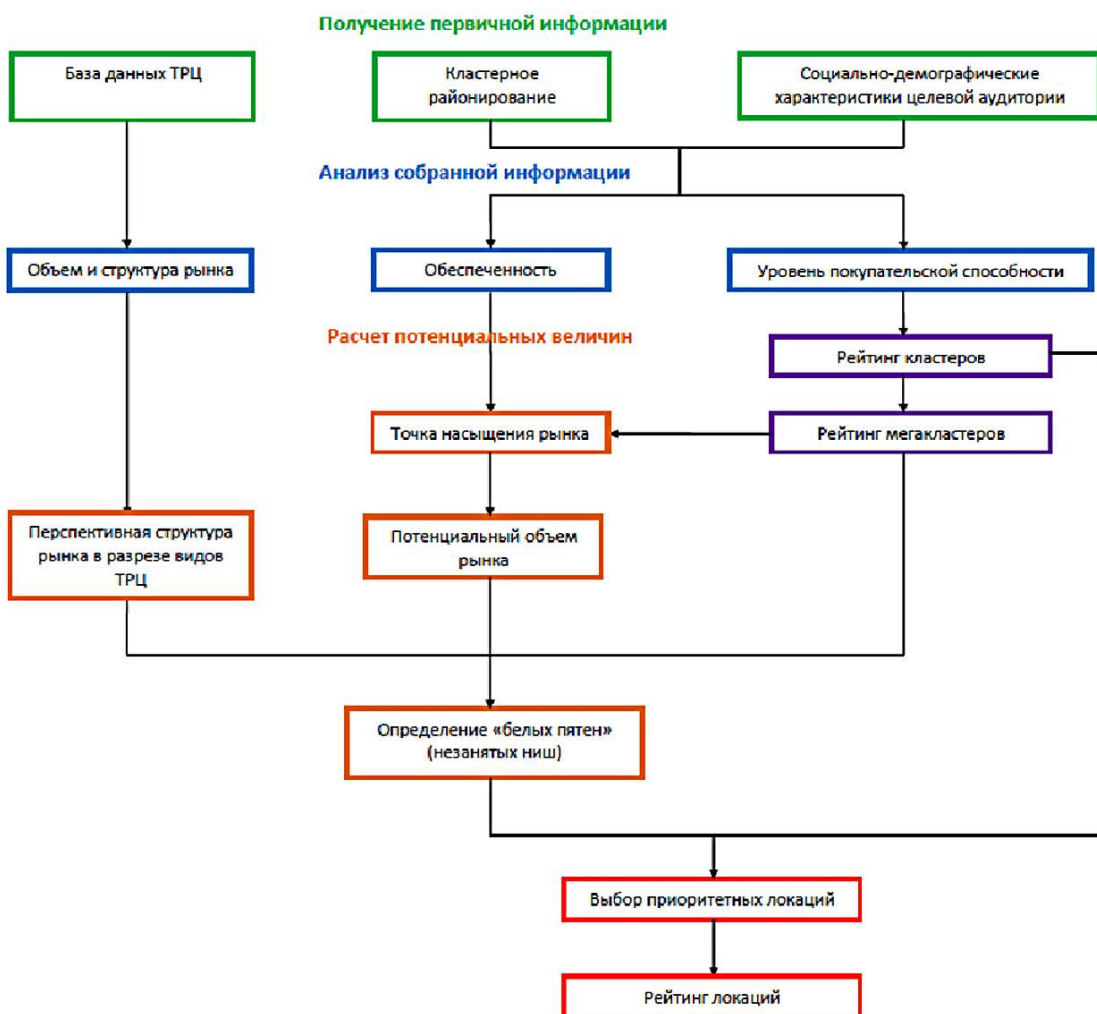 Получение первичной информации
База данных ТРЦ
Кластерное
районирование
Социально-демографические
характеристики целевой аудитории
Анализ собранной информации
Объем и структура рынка
Обеспеченность
Уровень покупательской способности
Расчет потенциальных величин
Рейтинг кластеров
Точка насыщения рынка
Рейтинг мегакластеров
Перспективная структура
рынка в разрезе видов
ТРЦ
Потенциальный объем
рынка
Определение «белых пятен»
(незанятых ниш)
Выбор приоритетных локаций
Рейтинг локаций